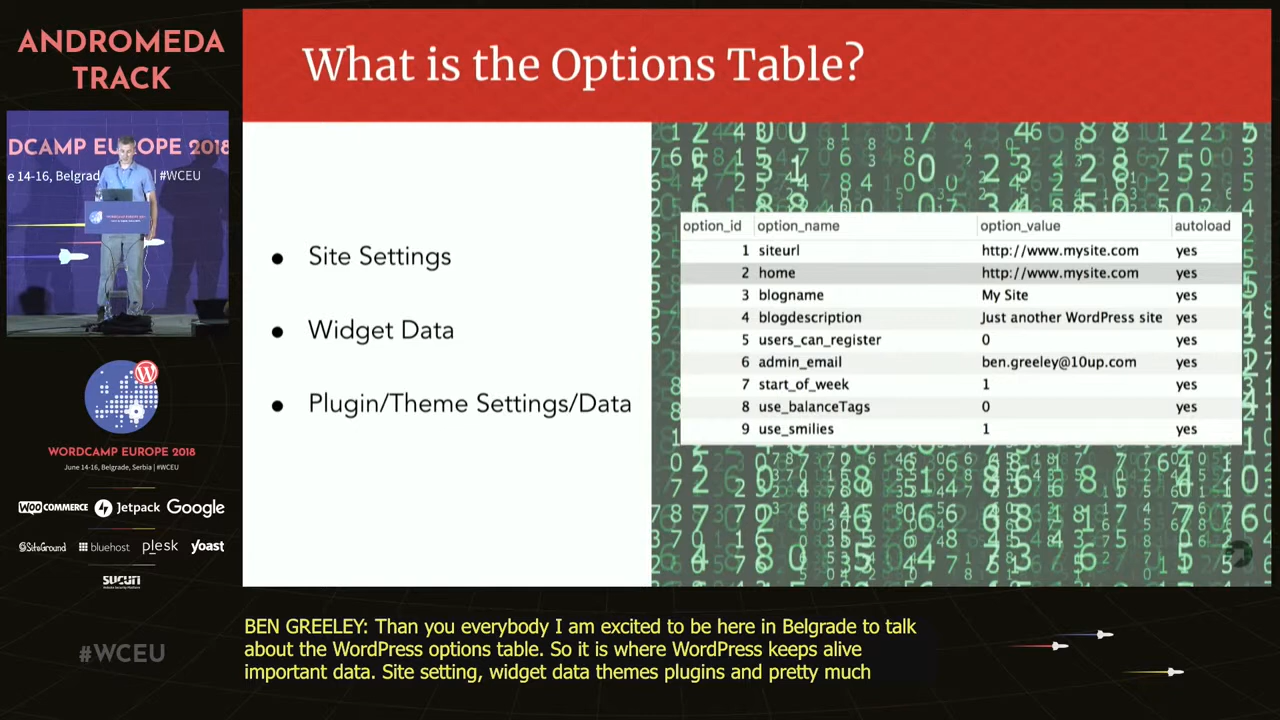 ANDROMEDA
TRACK
DCAMP EUROPE 2018
e 14-16, Belgrad #WCEU
WORDCAMP EUROPE 2018
June 14-16, Belgrade, Serbia | #WCEU
WOO COMMERCE Jetpack Google
SiteGround bluehost plesk yoast
SUCURI
#WCEU
What is the Options Table?
● Site Settings
● Widget Data
● Plugin/Theme Settings/Data
option_id option_name option_value autoload
1 siteurl http://www.mysite.com yes
2 home http://www.mysite.com yes
3 blogname My Site yes
4 blogdescription Just another WordPress site yes
5 users_can_register 0 yes
6 admin_email ben.greeley@10up.com yes
7 start_of_week 1 yes
8 use_balanceTags 0 yes
9 use_smilies 1 yes
BEN GREELEY: Than you everybody I am excited to be here in Belgrade to talk
about the WordPress options table. So it is where WordPress keeps alive
important data. Site setting, widget data themes plugins and pretty much